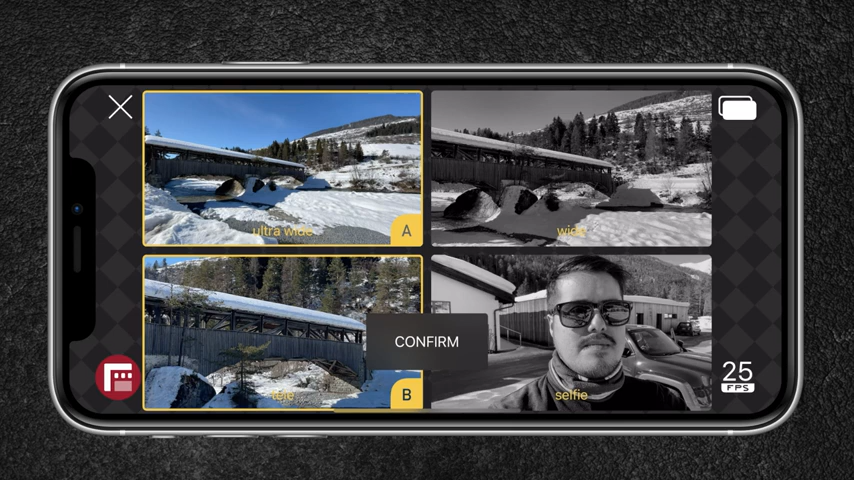 ultra wide
A
wide
tele
B
selfie
CONFIRM
25
FPS